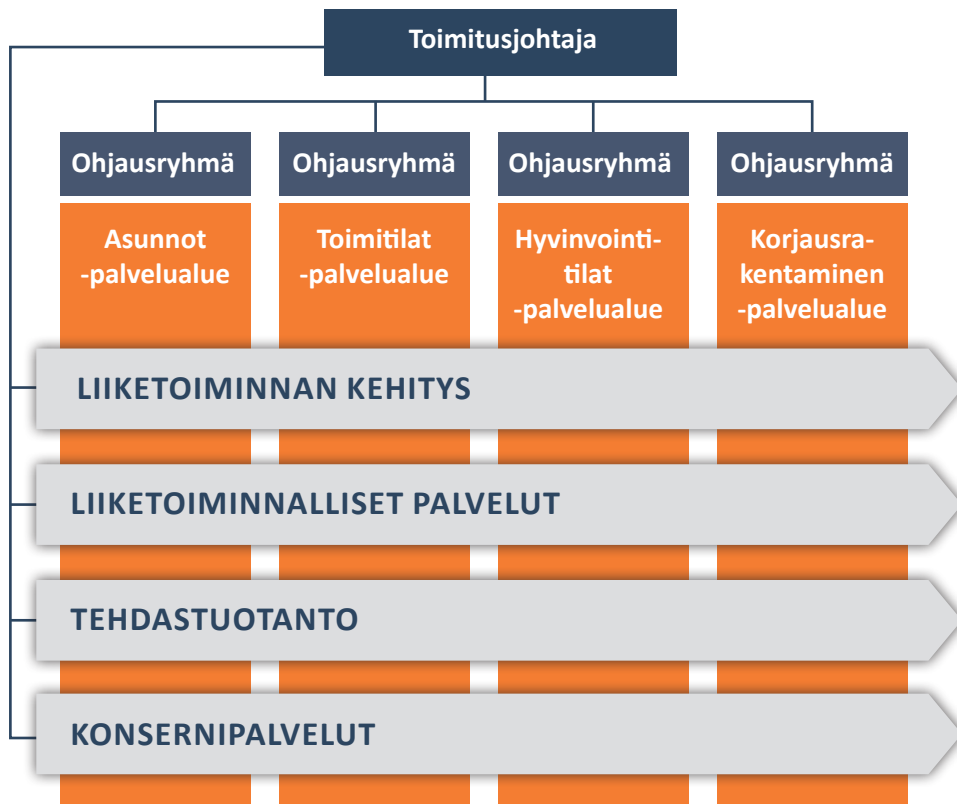 Toimitusjohtaja
Ohjausryhmä
Ohjausryhmä
Ohjausryhmä
Ohjausryhmä
Asunnot
-palvelualue
Toimitilat
-palvelualue
Hyvinvointi-
tilat
-palvelualue
Korjausra-
kentaminen
-palvelualue
LIIKETOIMINNAN KEHITYS
LIIKETOIMINNALLISET PALVELUT
TEHDASTUOTANTO
KONSERNIPALVELUT